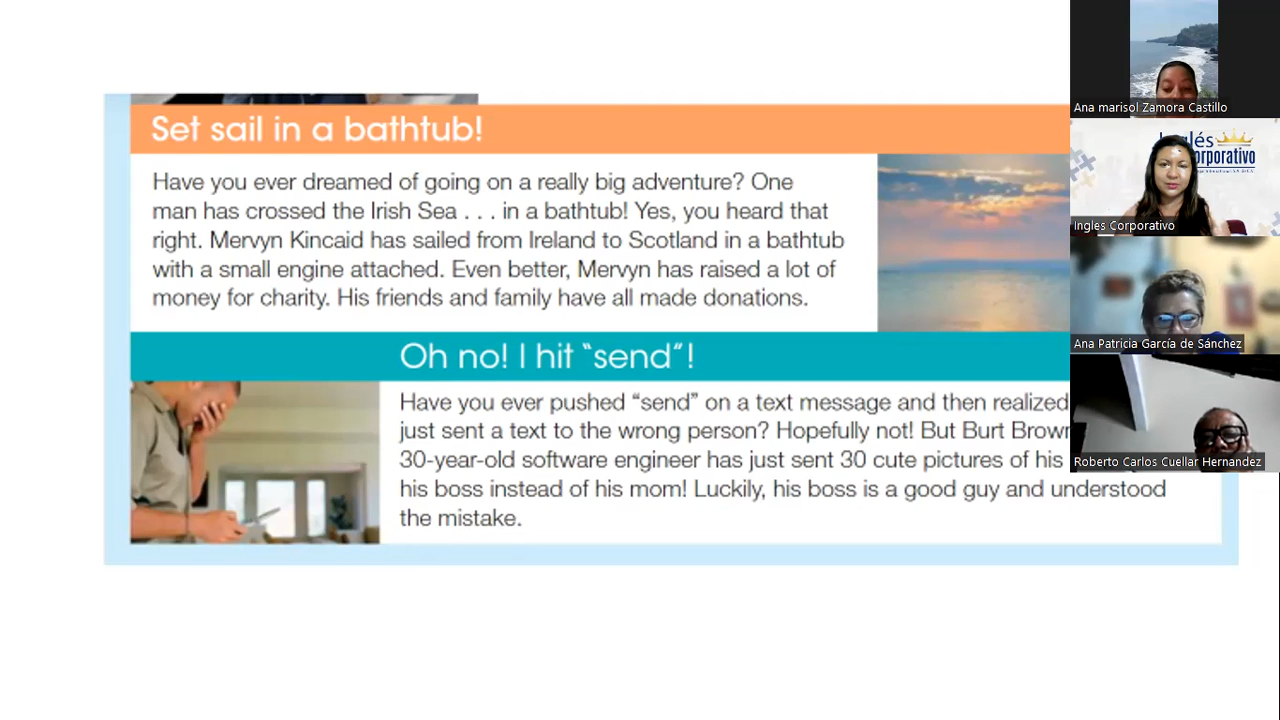 Set sail in a bathtub!
Have you ever dreamed of going on a really big adventure? One
man has crossed the Irish Sea . . . in a bathtub! Yes, you heard that
right. Mervyn Kincaid has sailed from Ireland to Scotland in a bathtub
with a small engine attached. Even better, Mervyn has raised a lot of
money for charity. His friends and family have all made donations.
Oh no! I hit “send”!
Have you ever pushed “send” on a text message and then realized
just sent a text to the wrong person? Hopefully not! But Burt Brown
30-year-old software engineer has just sent 30 cute pictures of his
his boss instead of his mom! Luckily, his boss is a good guy and understood
the mistake.
Ana marisol Zamora Castillo
Inglés
Corporativo
Ingles Corporativo
Ana Patricia García de Sánchez
Roberto Carlos Cuellar Hernandez